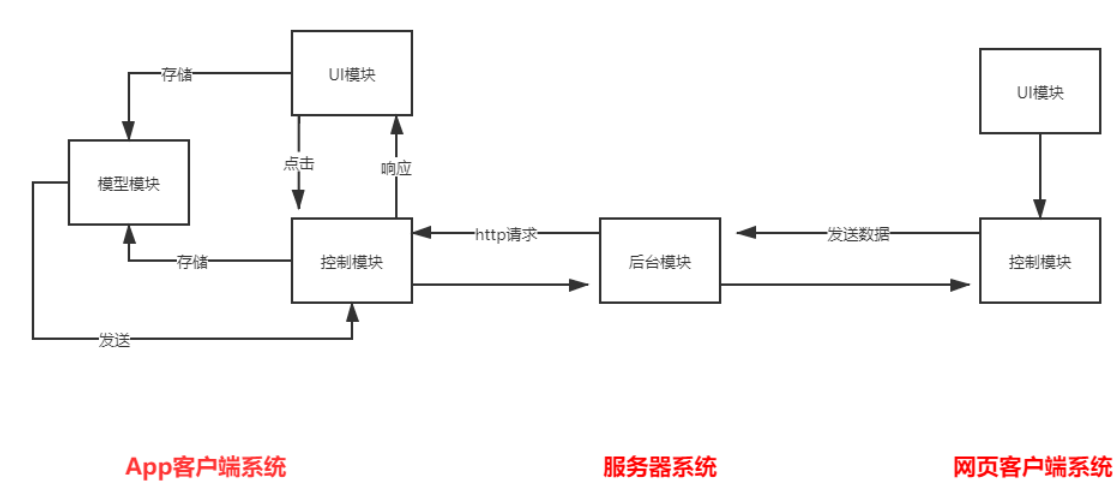 UI模块
存储
UI模块
点击
响应
模型模块
http请求
发送数据
存储
控制模块
后台模块
控制模块
发送
App客户端系统
服务器系统
网页客户端系统